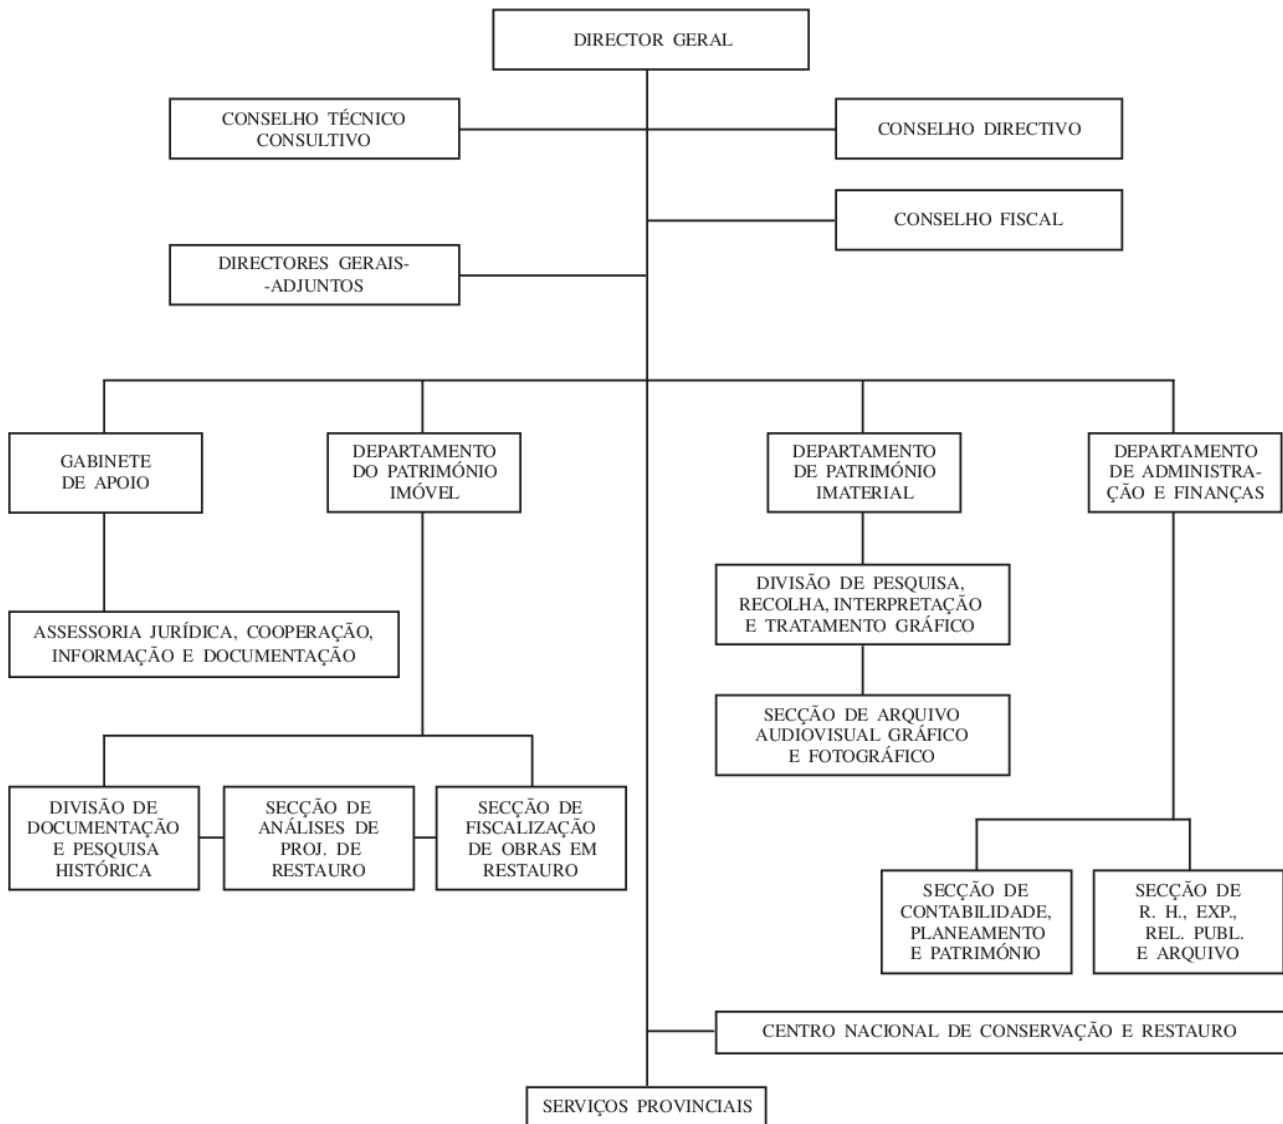 DIRECTOR GERAL
CONSELHO TÉCNICO
CONSULTIVO
CONSELHO DIRECTIVO
CONSELHO FISCAL
DIRECTORES GERAIS-
-ADJUNTOS
GABINETE
DE APOIO
DEPARTAMENTO
DO PATRIMÓNIO
IMÓVEL
DEPARTAMENTO
DE PATRIMÓNIO
IMATERIAL
DEPARTAMENTO
DE ADMINISTRA-
ÇÃO E FINANÇAS
ASSESSORIA JURÍDICA, COOPERAÇÃO,
INFORMAÇÃO E DOCUMENTAÇÃO
DIVISÃO DE PESQUISA,
RECOLHA, INTERPRETAÇÃO
E TRATAMENTO GRÁFICO
SECÇÃO DE ARQUIVO
AUDIOVISUAL GRÁFICO
E FOTOGRÁFICO
DIVISÃO DE
DOCUMENTAÇÃO
E PESQUISA
HISTÓRICA
SECÇÃO DE
ANÁLISES DE
PROJ. DE
RESTAURO
SECÇÃO DE
FISCALIZAÇÃO
DE OBRAS EM
RESTAURO
SECÇÃO DE
CONTABILIDADE,
PLANEAMENTO
E PATRIMÓNIO
SECÇÃO DE
R. H., EXP.,
REL. PUBL.
E ARQUIVO
CENTRO NACIONAL DE CONSERVAÇÃO E RESTAURO
SERVIÇOS PROVINCIAIS